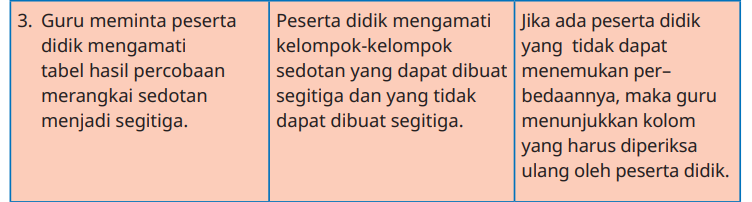 3. Guru meminta peserta
didik mengamati
tabel hasil percobaan
merangkai sedotan
menjadi segitiga.
Peserta didik mengamati
kelompok-kelompok
sedotan yang dapat dibuat
segitiga dan yang tidak
dapat dibuat segitiga.
Jika ada peserta didik
yang tidak dapat
menemukan per–
bedaannya, maka guru
menunjukkan kolom
yang harus diperiksa
ulang oleh peserta didik.